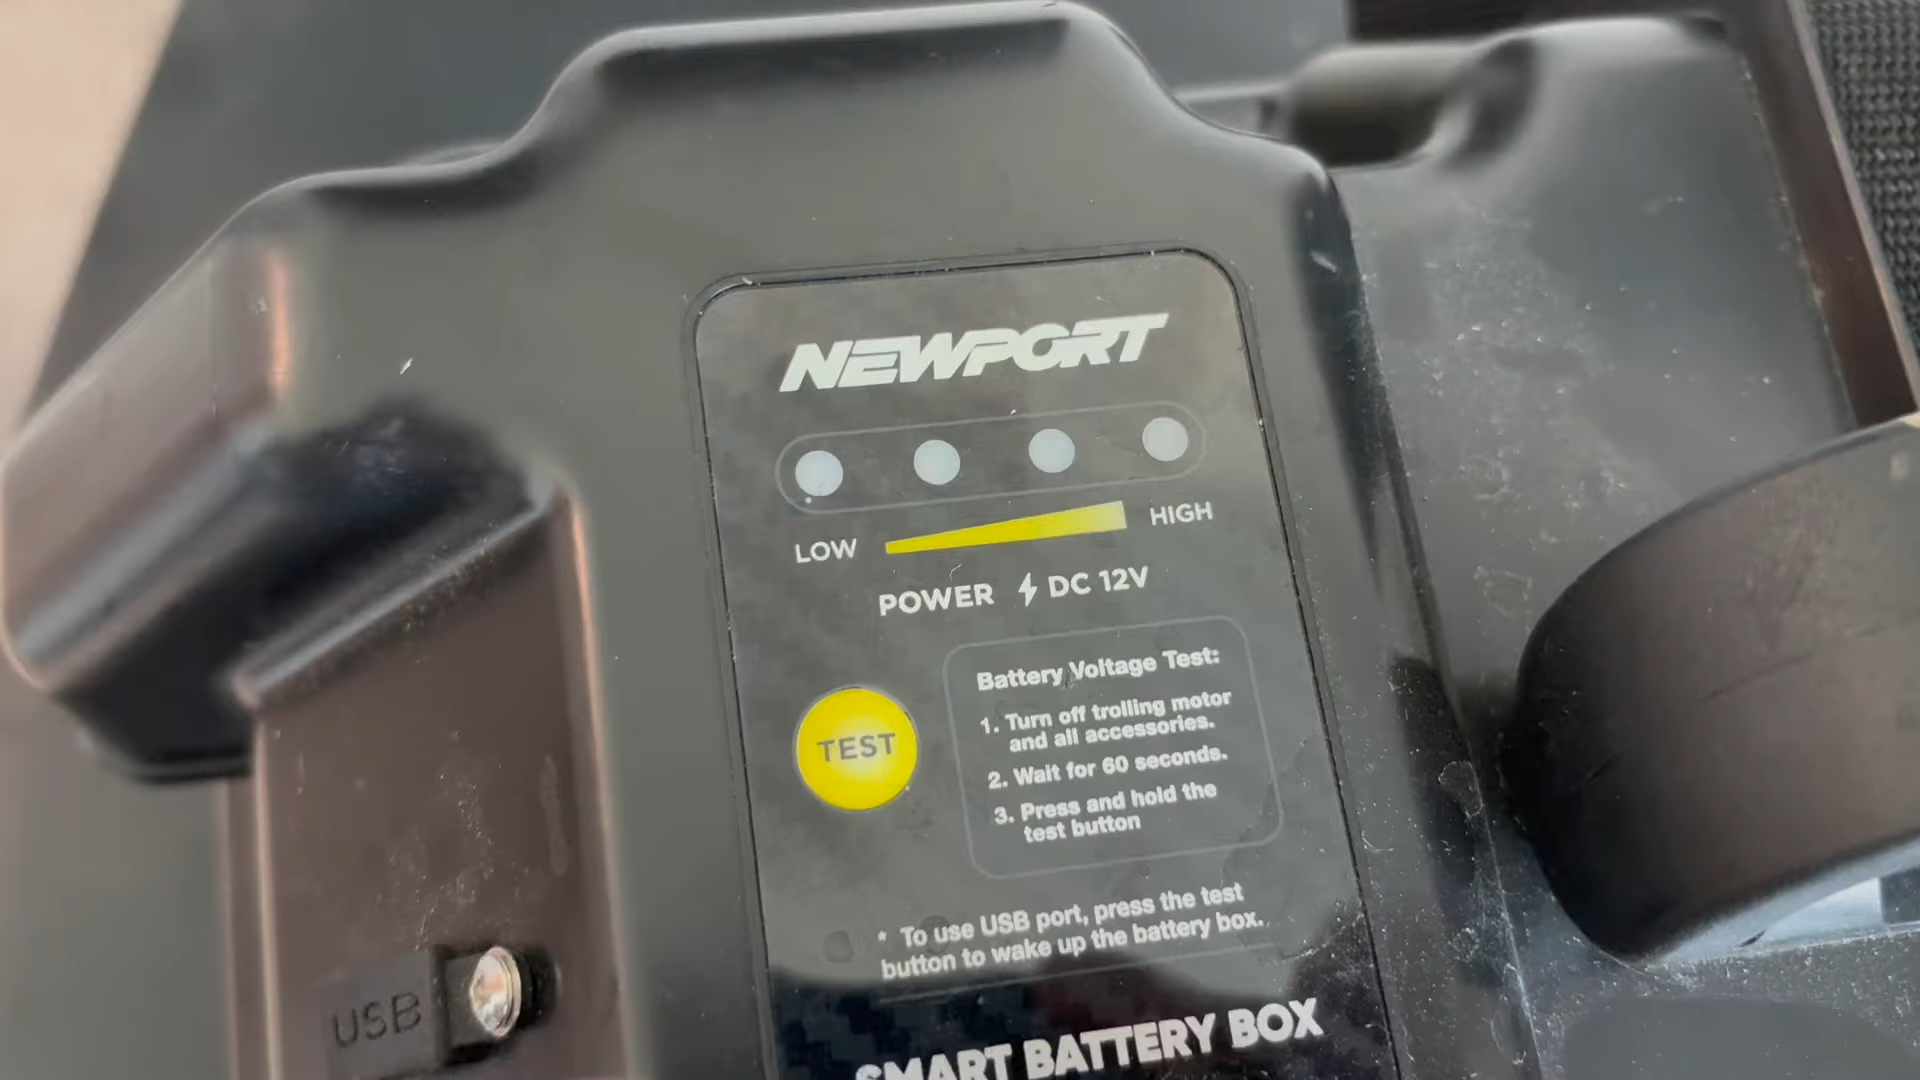 NEWPORT
LOW
HIGH
POWER DC 12V
Battery Voltage Test:
1. Turn off trolling motor
and all accessories.
2. Wait for 60 seconds.
3. Press and hold the
test button
TEST
* To use USB port, press the test
button to wake up the battery box.
USB
SMART BATTERY BOX